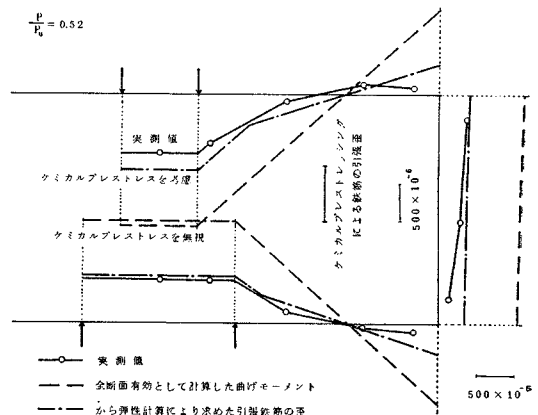 P/Pu = 0.52
実測値
ケミカルプレストレスを考慮
ケミカルプレストレスを無視
ケミカルプレストレッシング
による鉄筋の引張歪
500×10⁻⁶
500×10⁻⁶
実測値
全断面有効として計算した曲げモーメント
から弾性計算により求めた引張鉄筋の歪